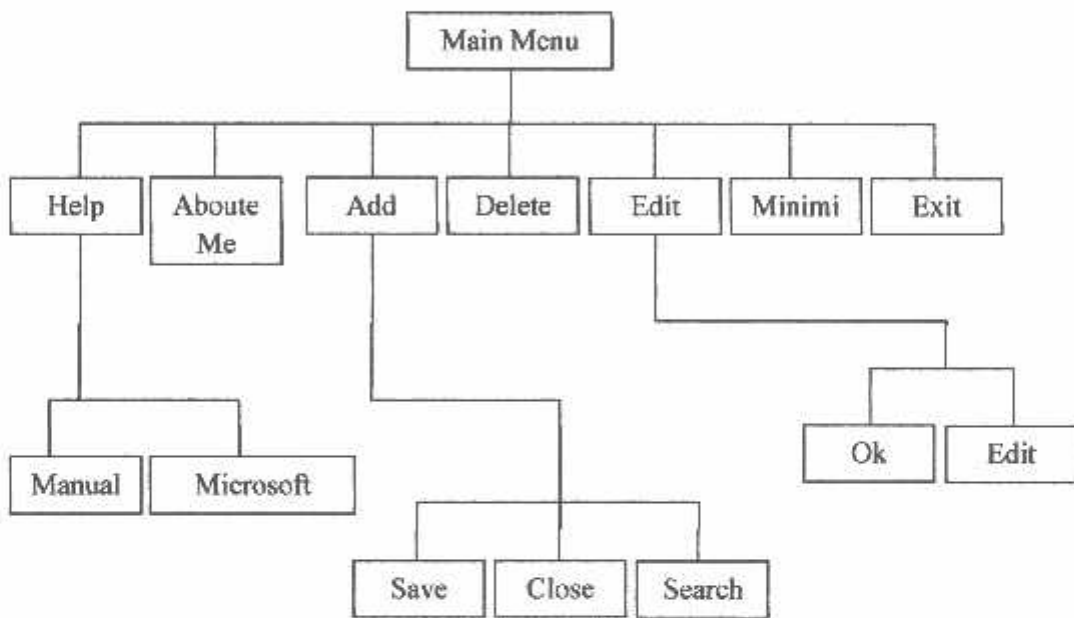 Main Menu
Help
Aboute
Me
Add
Delete
Edit
Minimi
Exit
Ok
Edit
Manual
Microsoft
Save
Close
Search